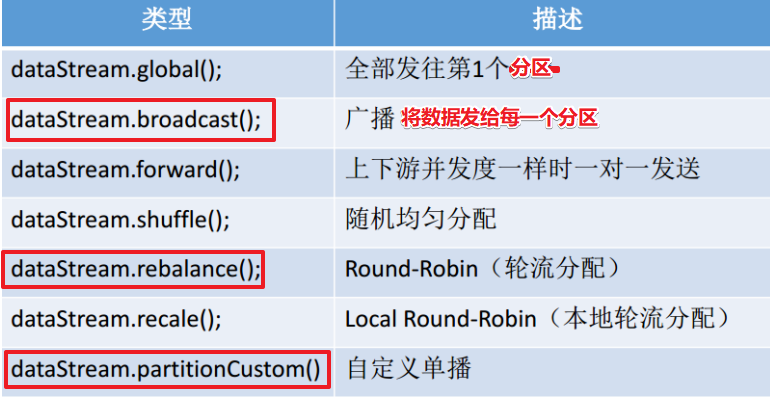 类型 描述
dataStream.global(); 全部发往第1个分区
dataStream.broadcast(); 广播 将数据发给每一个分区
dataStream.forward(); 上下游并发度一样时一对一发送
dataStream.shuffle(); 随机均匀分配
dataStream.rebalance(); Round-Robin（轮流分配）
dataStream.recale(); Local Round-Robin（本地轮流分配）
dataStream.partitionCustom() 自定义单播